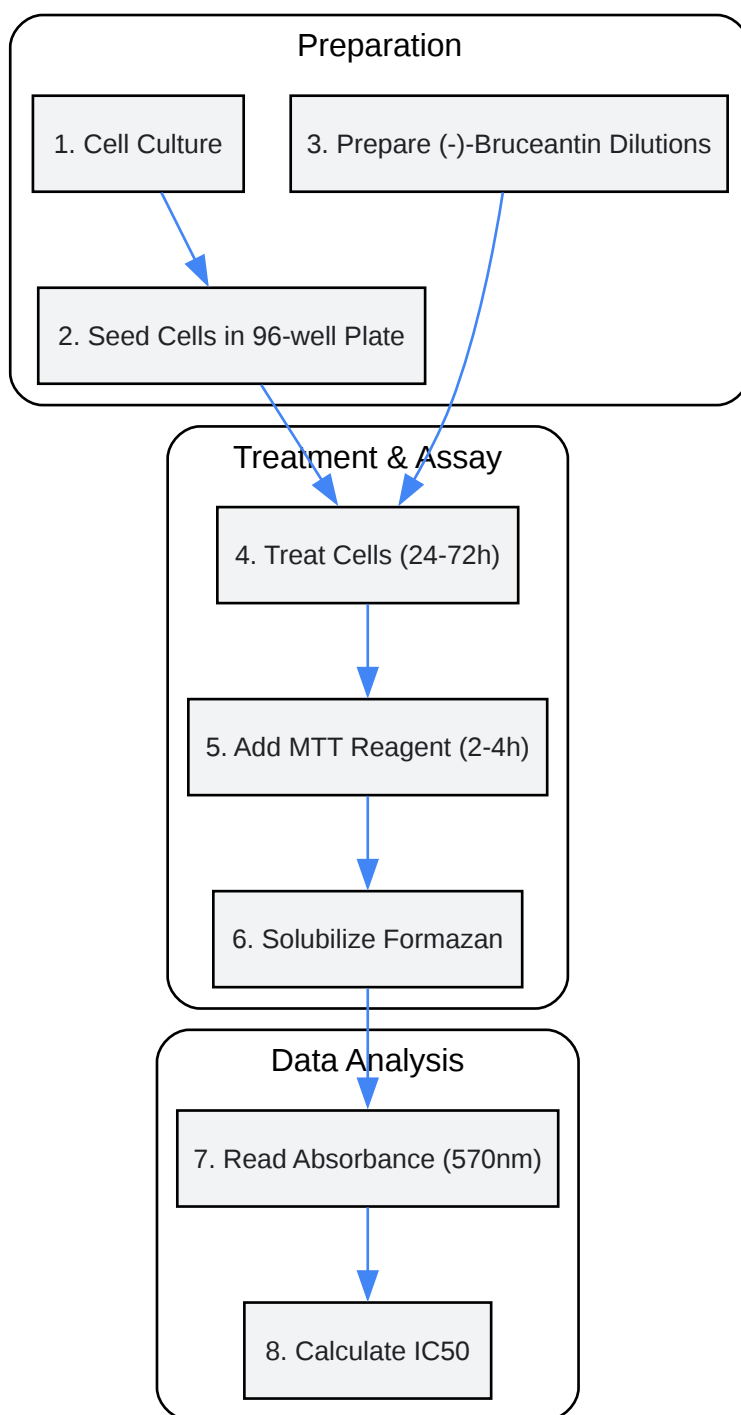 Preparation
1. Cell Culture
3. Prepare (-)-Bruceantin Dilutions
2. Seed Cells in 96-well Plate
Treatment & Assay
4. Treat Cells (24-72h)
5. Add MTT Reagent (2-4h)
6. Solubilize Formazan
Data Analysis
7. Read Absorbance (570nm)
8. Calculate IC50